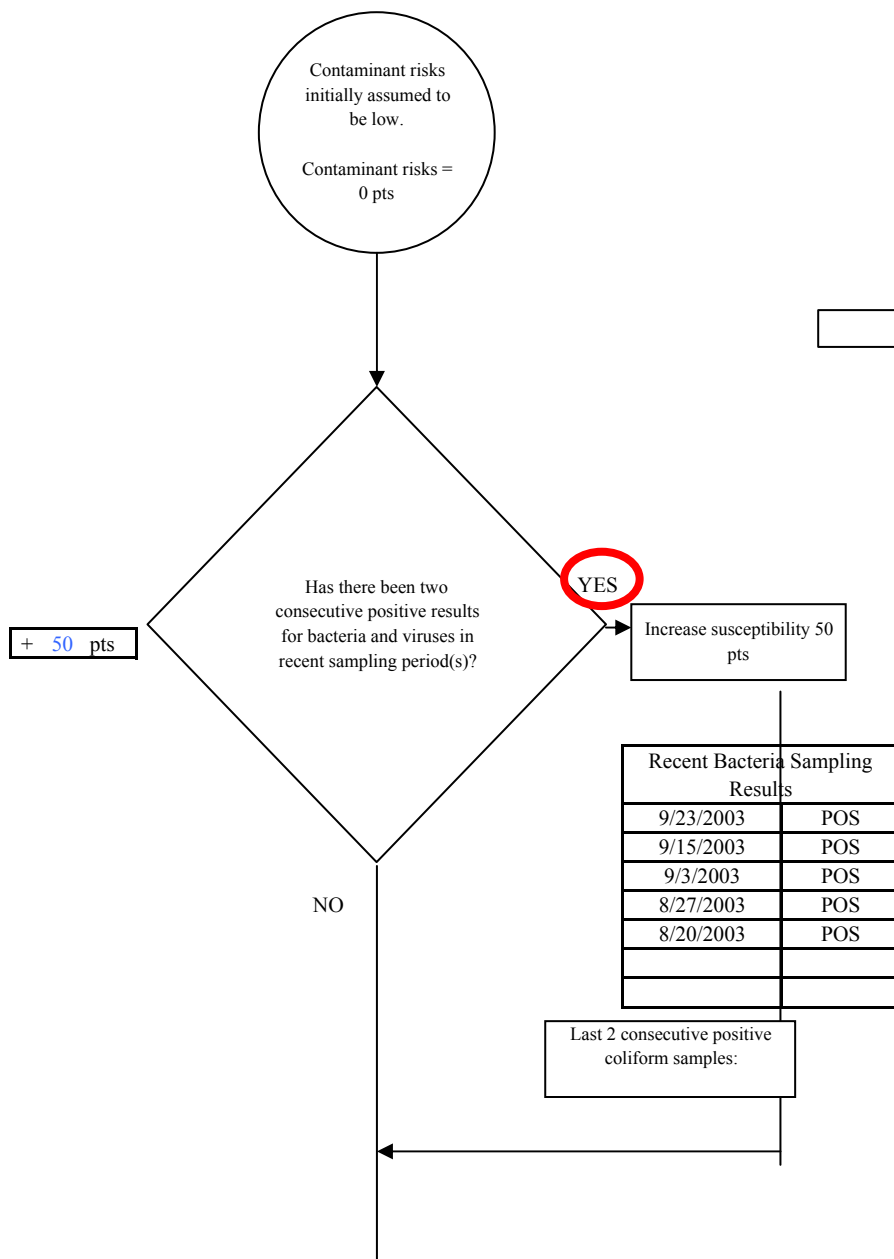 Contaminant risks
initially assumed to
be low.
Contaminant risks =
0 pts
Has there been two
consecutive positive results
for bacteria and viruses in
recent sampling period(s)?
YES
+ 50 pts
Increase susceptibility 50
pts
Recent Bacteria Sampling
Results
9/23/2003 POS
9/15/2003 POS
9/3/2003 POS
8/27/2003 POS
8/20/2003 POS
NO
Last 2 consecutive positive
coliform samples: